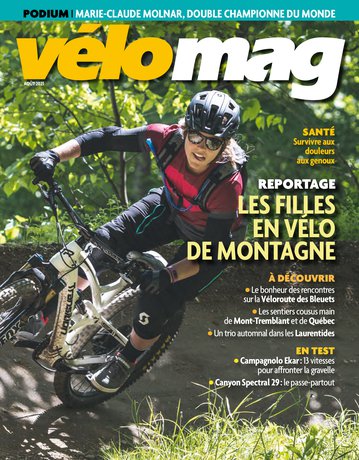 PODIUM | MARIE-CLAUDE MOLNAR, DOUBLE CHAMPIONNE DU MONDE
vélomag
AOÛT 2021
SANTÉ
Survivre aux
douleurs
aux genoux
REPORTAGE
LES FILLES
EN VÉLO
DE MONTAGNE
À DÉCOUVRIR
• Le bonheur des rencontres
sur la Véloroute des Bleuets
• Les sentiers cousus main
de Mont-Tremblant et de Québec
• Un trio automnal dans les Laurentides
EN TEST
• Campagnolo Ekar : 13 vitesses
pour affronter la gravelle
• Canyon Spectral 29 : le passe-partout
SCOTT